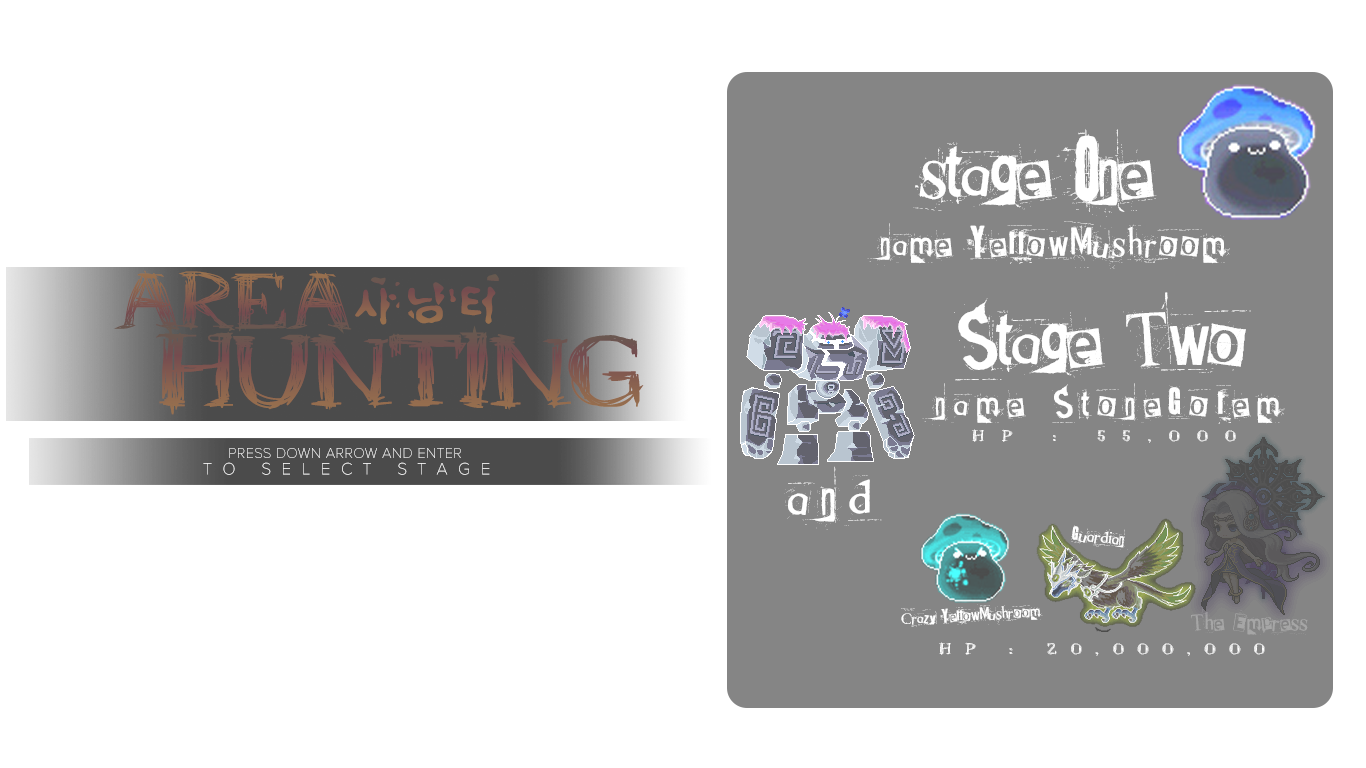 AREA 사냥터
HUNTING
PRESS DOWN ARROW AND ENTER
TO SELECT STAGE
stage One
name YellowMushroom
Stage Two
name StoneGolem
HP : 55,000
and
Guardian
Crazy YellowMushroom
The Empress
HP : 20,000,000